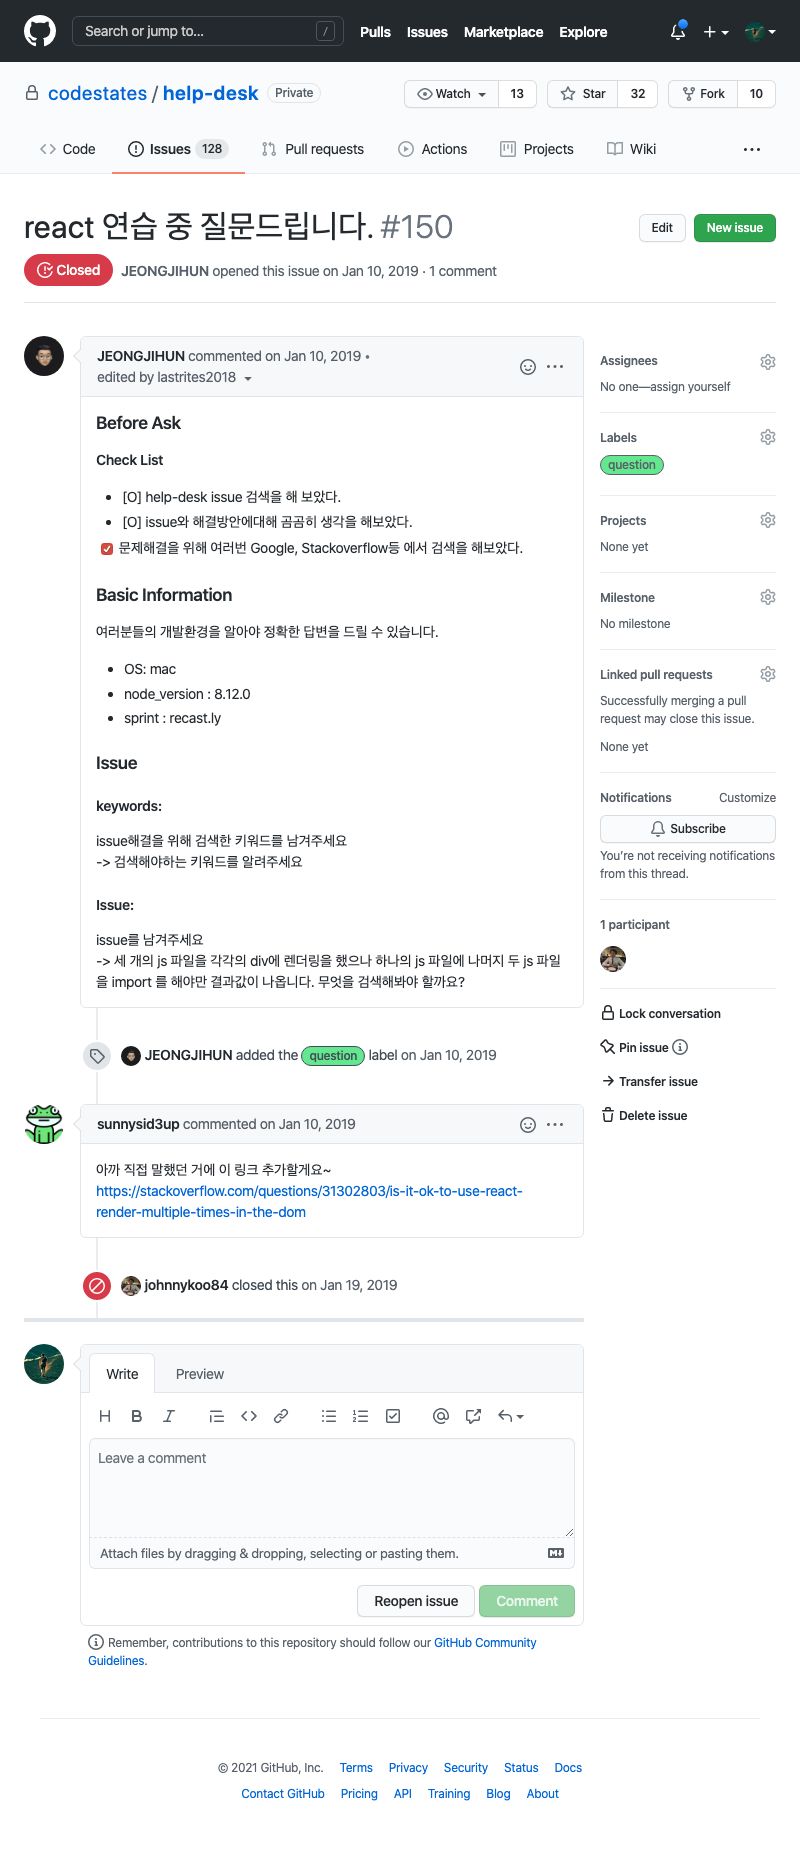 Search or jump to... /
Pulls Issues Marketplace Explore
codestates / help-desk Private
Watch 13 Star 32 Fork 10
Code Issues 128 Pull requests Actions Projects Wiki ...
react 연습 중 질문드립니다. #150
Edit New issue
Closed JEONGJIHUN opened this issue on Jan 10, 2019 · 1 comment
JEONGJIHUN commented on Jan 10, 2019 •
edited by lastrites2018
Before Ask
Check List
• [O] help-desk issue 검색을 해 보았다.
• [O] issue와 해결방안에대해 곰곰히 생각을 해보았다.
문제해결을 위해 여러번 Google, Stackoverflow등 에서 검색을 해보았다.
Basic Information
여러분들의 개발환경을 알아야 정확한 답변을 드릴 수 있습니다.
• OS: mac
• node_version : 8.12.0
• sprint : recast.ly
Issue
keywords:
issue해결을 위해 검색한 키워드를 남겨주세요
-> 검색해야하는 키워드를 알려주세요
Issue:
issue를 남겨주세요
-> 세 개의 js 파일을 각각의 div에 렌더링을 했으나 하나의 js 파일에 나머지 두 js 파일
을 import 를 해야만 결과값이 나옵니다. 무엇을 검색해봐야 할까요?
JEONGJIHUN added the question label on Jan 10, 2019
sunnysid3up commented on Jan 10, 2019
아까 직접 말했던 거에 이 링크 추가할게요~
https://stackoverflow.com/questions/31302803/is-it-ok-to-use-react-
render-multiple-times-in-the-dom
johnnykoo84 closed this on Jan 19, 2019
Write Preview
H B I
Leave a comment
Attach files by dragging & dropping, selecting or pasting them.
Reopen issue Comment
Remember, contributions to this repository should follow our GitHub Community
Guidelines.
Assignees
No one—assign yourself
Labels
question
Projects
None yet
Milestone
No milestone
Linked pull requests
Successfully merging a pull
request may close this issue.
None yet
Notifications Customize
Subscribe
You're not receiving notifications
from this thread.
1 participant
Lock conversation
Pin issue
Transfer issue
Delete issue
© 2021 GitHub, Inc. Terms Privacy Security Status Docs
Contact GitHub Pricing API Training Blog About